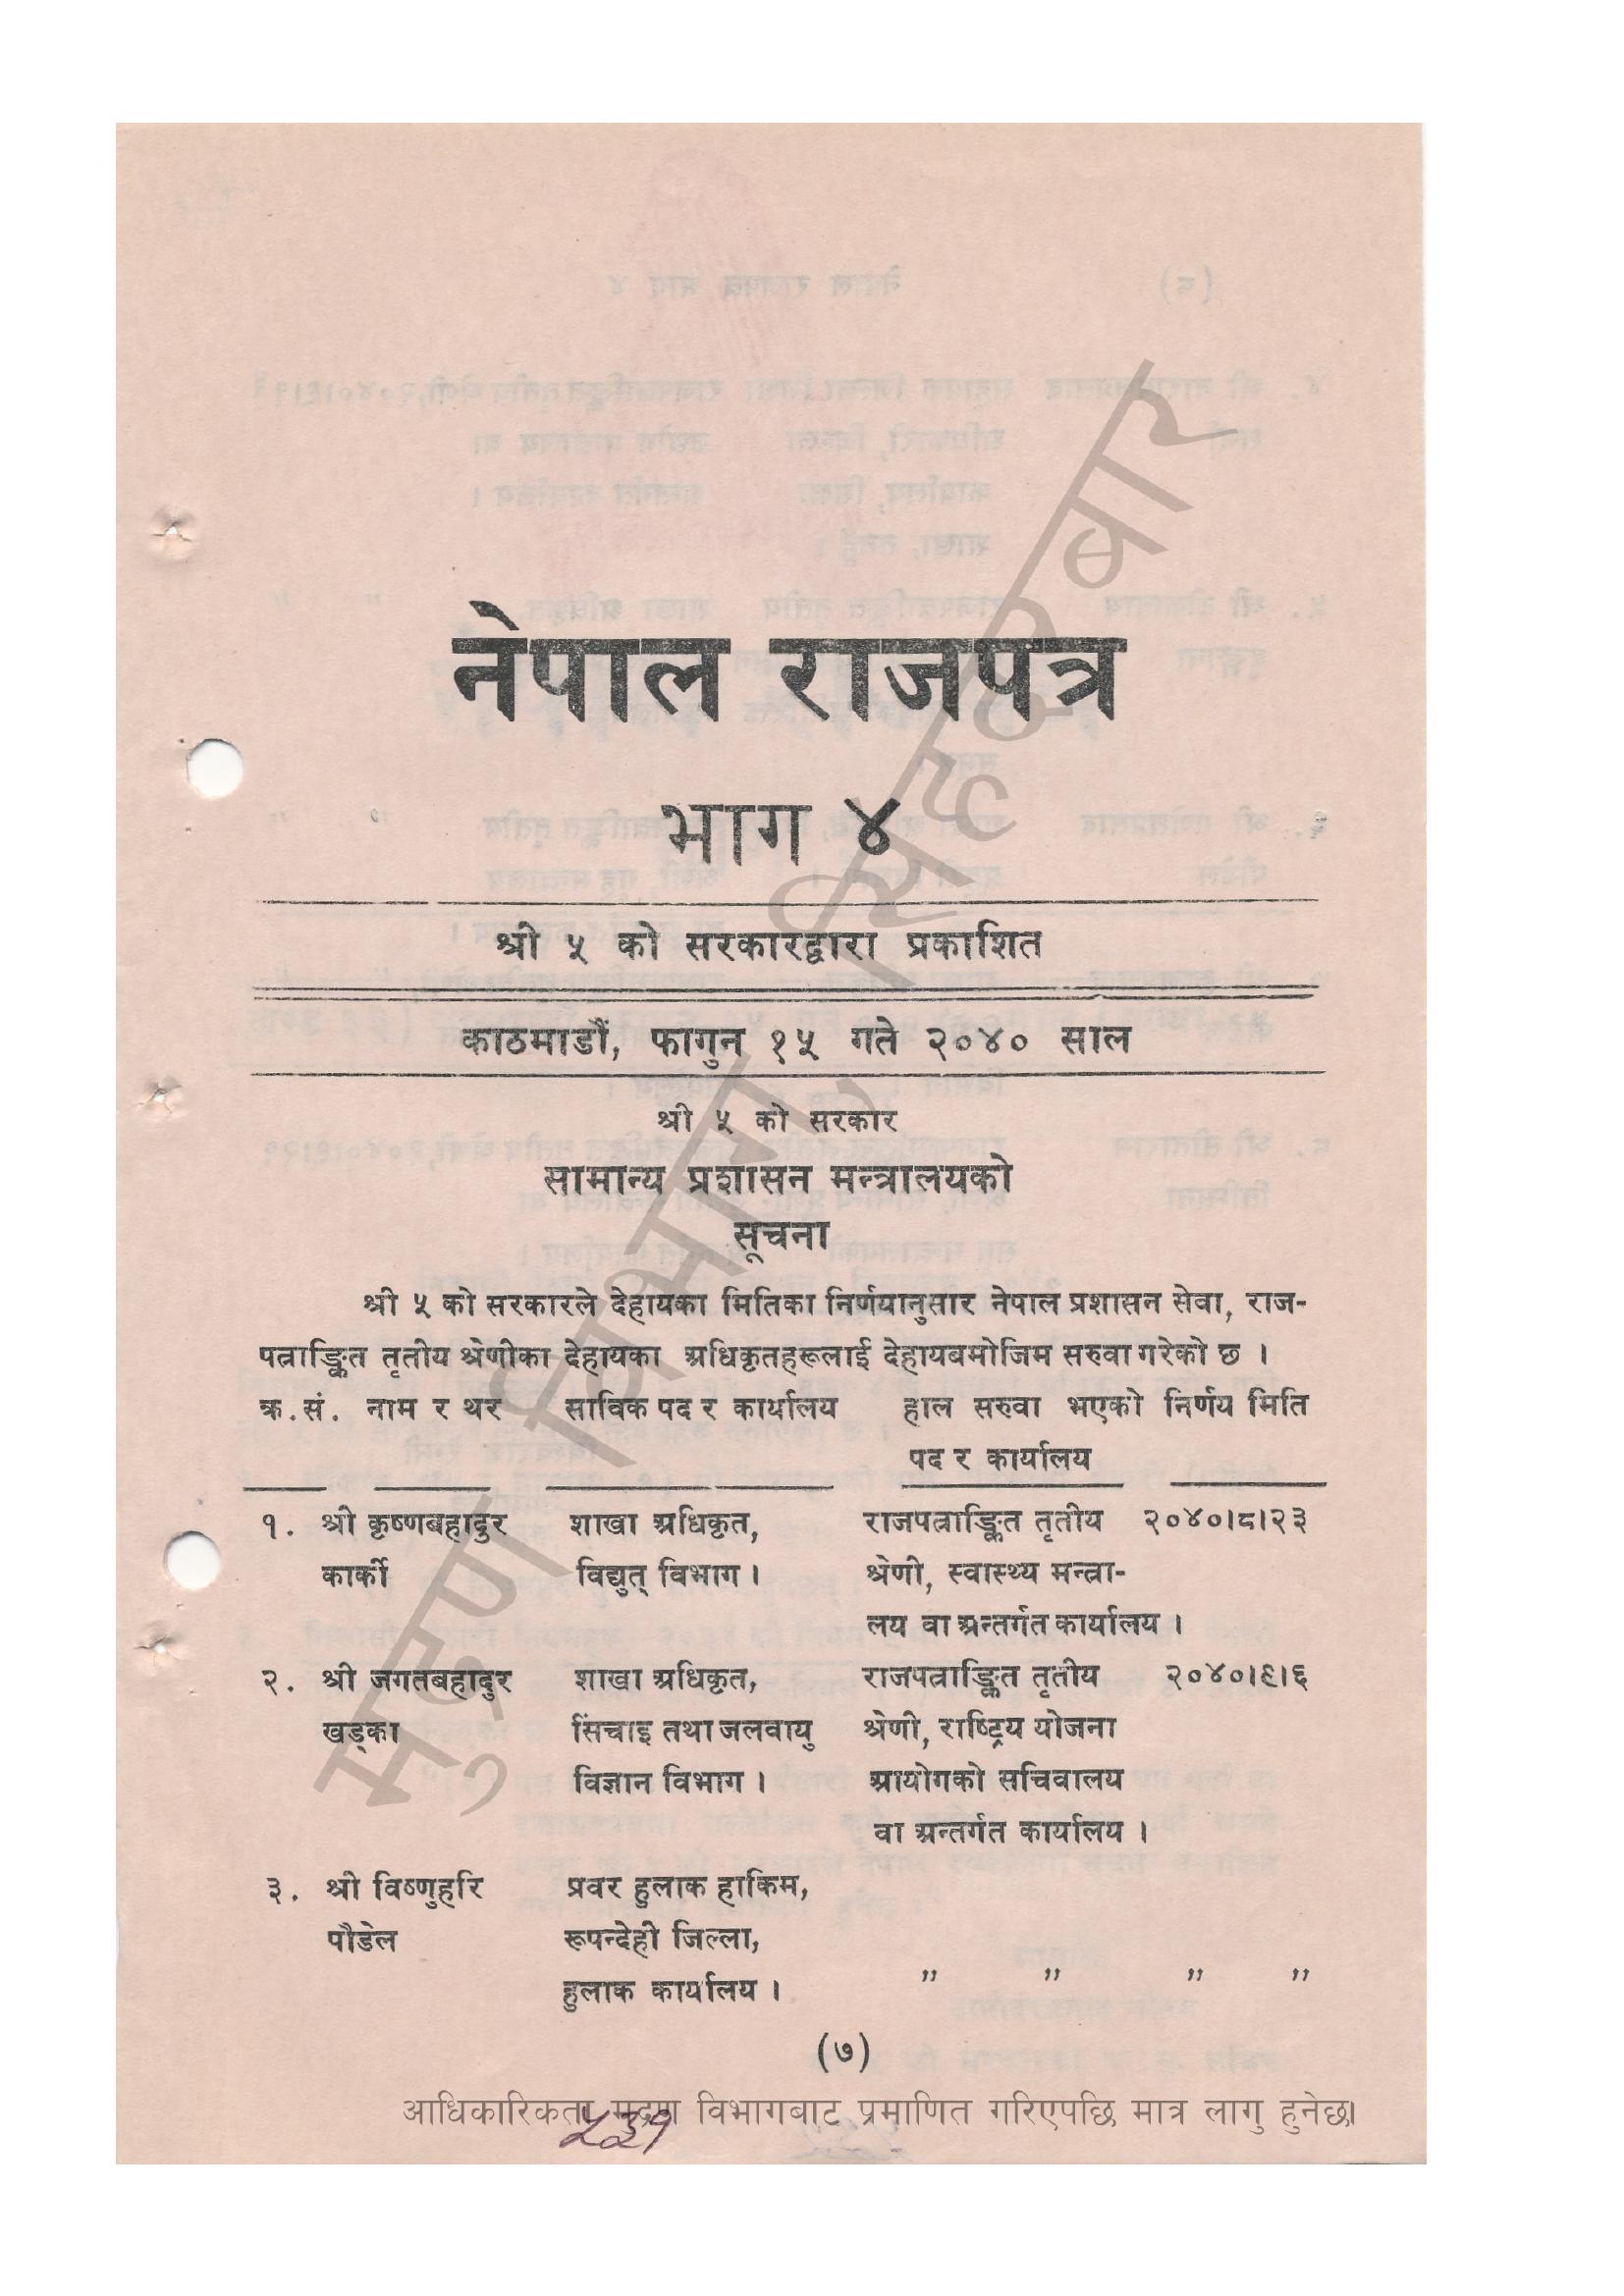 नेपाल राजपत्र
भाग ४
श्री ५ को सरकारद्वारा प्रकाशित
काठमाडौं, फागुन १५ गते २०४० साल
श्री ५ को सरकार
सामान्य प्रशासन मन्त्रालयको
सूचना
श्री ५ को सरकारले देहायका मितिका निर्णयानुसार नेपाल प्रशासन सेवा, राज-
पत्राङ्कित तृतीय श्रेणीका देहायका अधिकृतहरूलाई देहायबमोजिम सरुवा गरेको छ ।
क्र.सं. नाम र थर साविक पद र कार्यालय हाल सरुवा भएको निर्णय मिति
पद र कार्यालय
१. श्री कृष्णबहादुर शाखा अधिकृत, राजपत्राङ्कित तृतीय २०४०।८।२३
कार्की विद्युत् विभाग । श्रेणी, स्वास्थ्य मन्त्रा-
लय वा अन्तर्गत कार्यालय ।
२. श्री जगतबहादुर शाखा अधिकृत, राजपत्राङ्कित तृतीय २०४०।९।६
खड्का सिंचाइ तथा जलवायु श्रेणी, राष्ट्रिय योजना
विज्ञान विभाग । आयोगको सचिवालय
वा अन्तर्गत कार्यालय ।
३. श्री विष्णुहरि प्रवर हुलाक हाकिम,
पौडेल रूपन्देही जिल्ला,
हुलाक कार्यालय । ,, ,, ,, ,,
(७)
आधिकारिकता मुद्रण विभागबाट प्रमाणित गरिएपछि मात्र लागु हुनेछ।
५३१
मुद्रण विभाग, सिंहदरबार